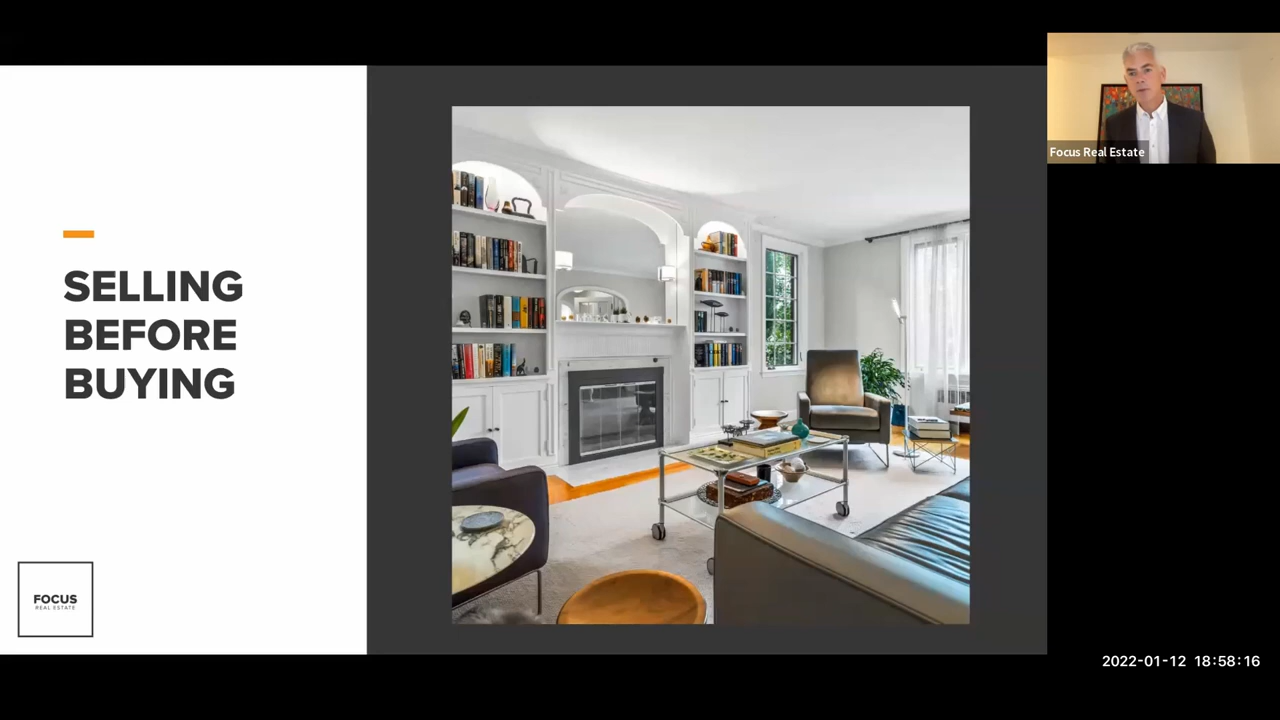 SELLING
BEFORE
BUYING
FOCUS
REAL ESTATE
Focus Real Estate
2022-01-12 18:58:16